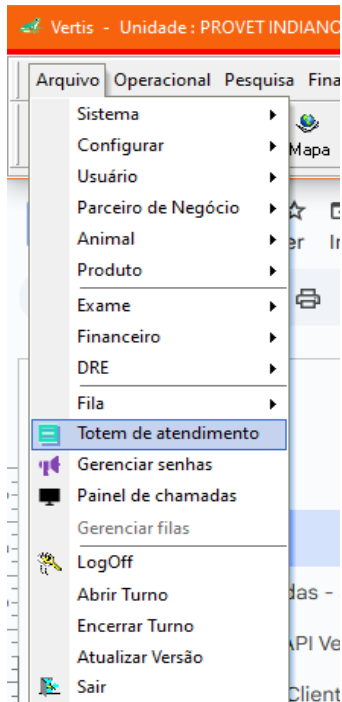 Vertis - Unidade : PROVET INDIANO
Arquivo Operacional Pesquisa Fina
Sistema
Configurar
Mapa
Usuário
Parceiro de Negócio
Animal
er In
Produto
Exame
Financeiro
DRE
Fila
Totem de atendimento
Gerenciar senhas
Painel de chamadas
Gerenciar filas
LogOff
Abrir Turno
das -
Encerrar Turno
API Ve
Atualizar Versão
Sair
Client